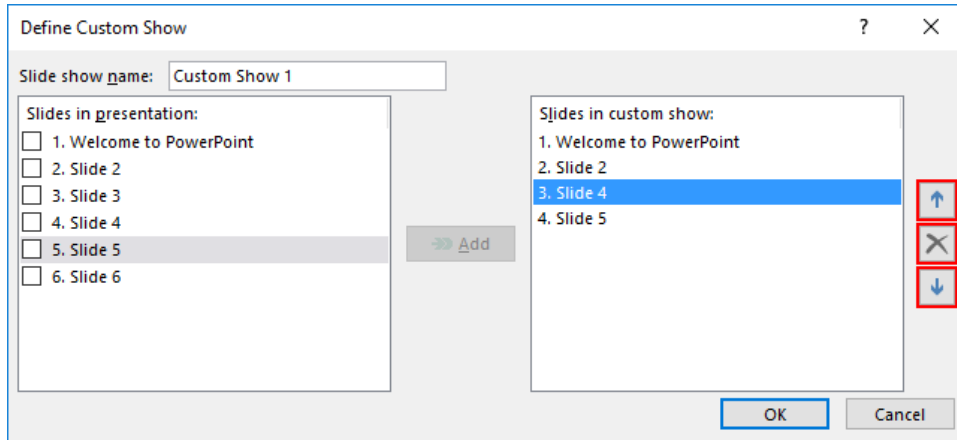 Define Custom Show
?
Slide show name: Custom Show 1
Slides in presentation:
1. Welcome to PowerPoint
2. Slide 2
3. Slide 3
4. Slide 4
5. Slide 5
6. Slide 6
Add
Slides in custom show:
1. Welcome to PowerPoint
2. Slide 2
3. Slide 4
4. Slide 5
OK
Cancel